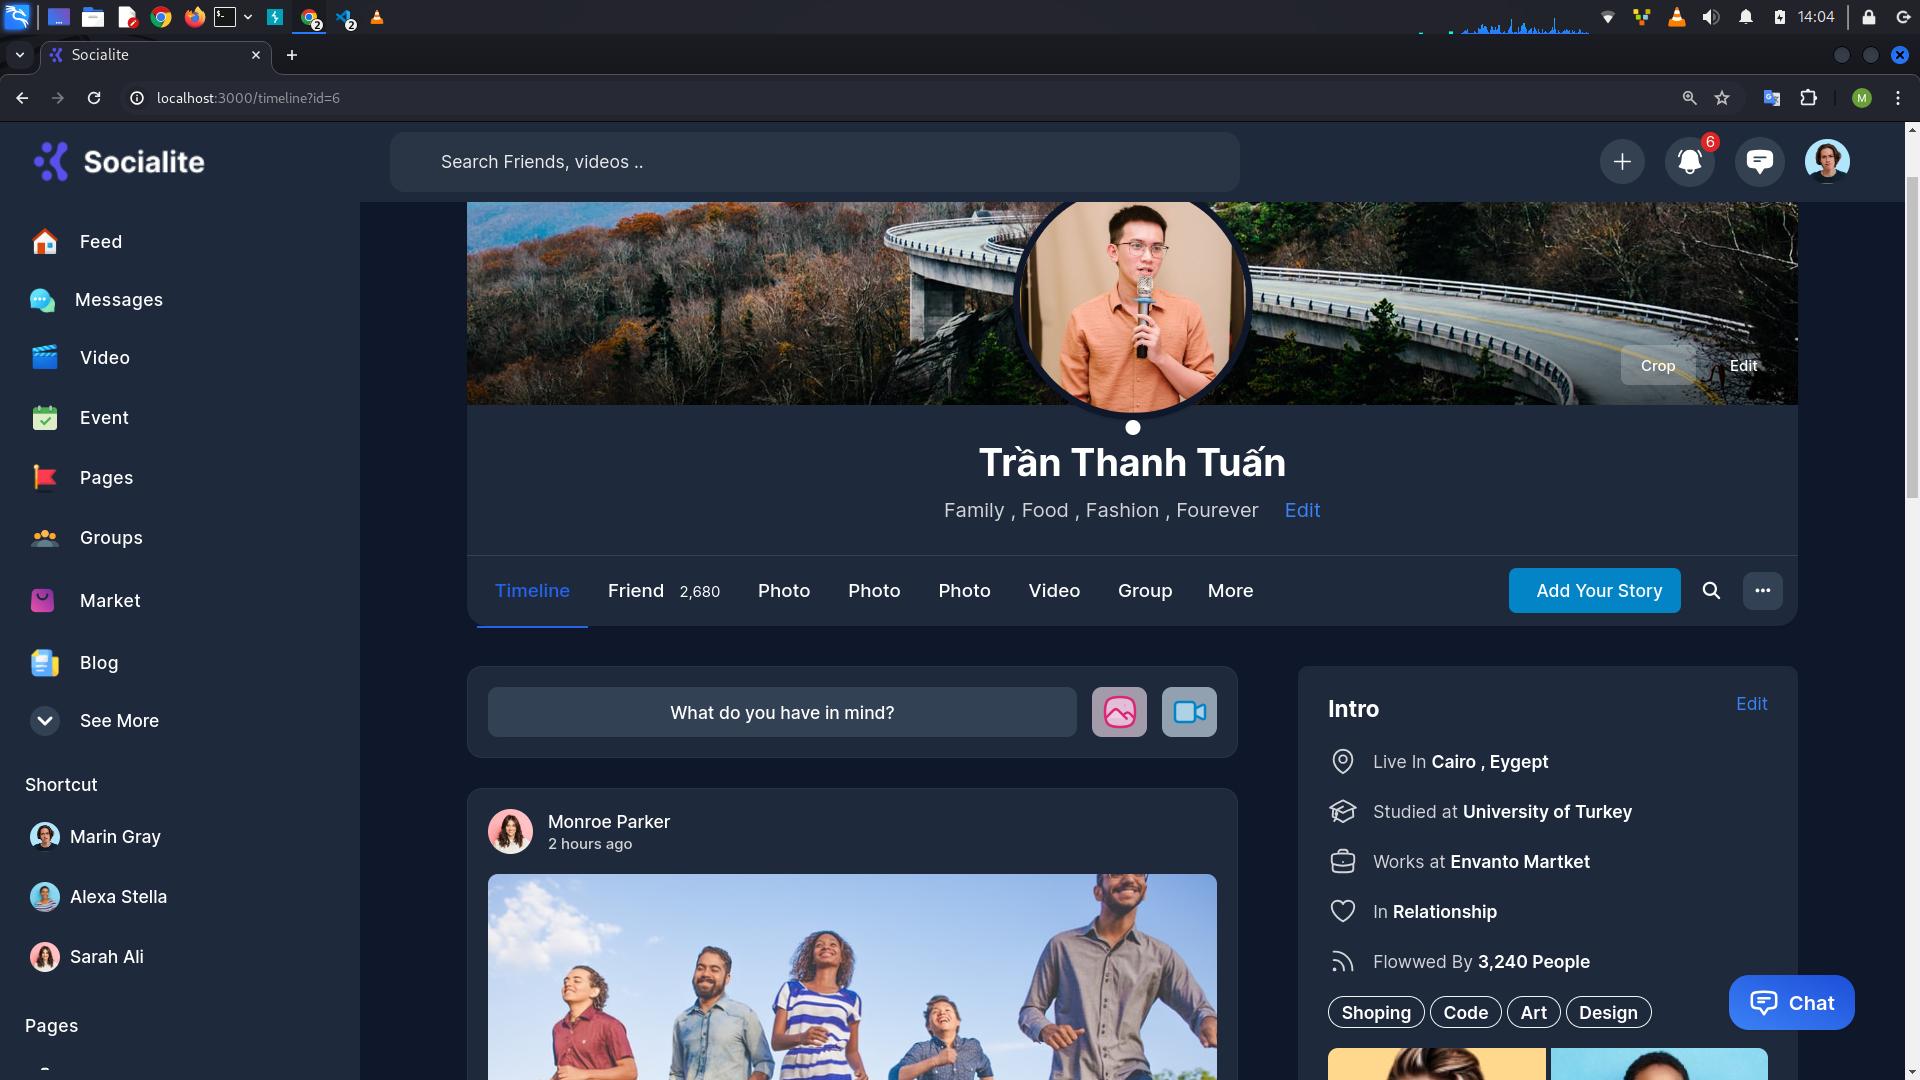 14:04
Socialite
localhost:3000/timeline?id=6
M
Socialite
Search Friends, videos ..
6
Feed
Messages
Video
Event
Pages
Groups
Market
Blog
See More
Shortcut
Marin Gray
Alexa Stella
Sarah Ali
Pages
Crop
Edit
Trần Thanh Tuấn
Family , Food , Fashion , Fourever Edit
Timeline Friend 2,680 Photo Photo Photo Video Group More
Add Your Story
What do you have in mind?
Monroe Parker
2 hours ago
Intro
Edit
Live In Cairo , Eygept
Studied at University of Turkey
Works at Envanto Martket
In Relationship
Flowwed By 3,240 People
Shoping Code Art Design
Chat